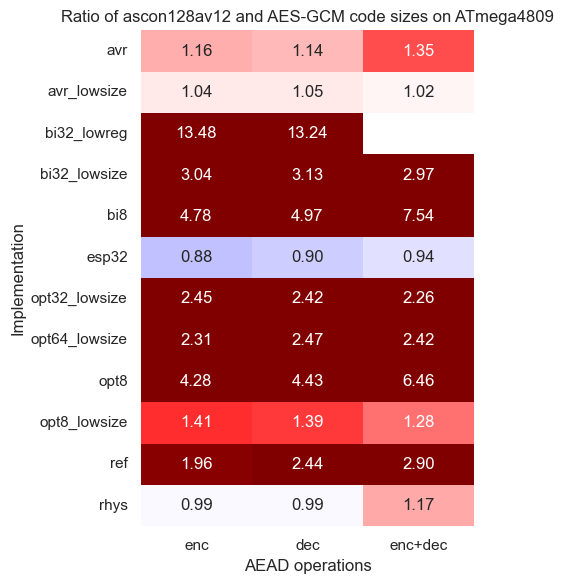 Ratio of ascon128av12 and AES-GCM code sizes on ATmega4809
avr 1.16 1.14 1.35
avr_lowsize 1.04 1.05 1.02
bi32_lowreg 13.48 13.24
bi32_lowsize 3.04 3.13 2.97
bi8 4.78 4.97 7.54
esp32 0.88 0.90 0.94
opt32_lowsize 2.45 2.42 2.26
opt64_lowsize 2.31 2.47 2.42
opt8 4.28 4.43 6.46
opt8_lowsize 1.41 1.39 1.28
ref 1.96 2.44 2.90
rhys 0.99 0.99 1.17
enc dec enc+dec
AEAD operations
Implementation